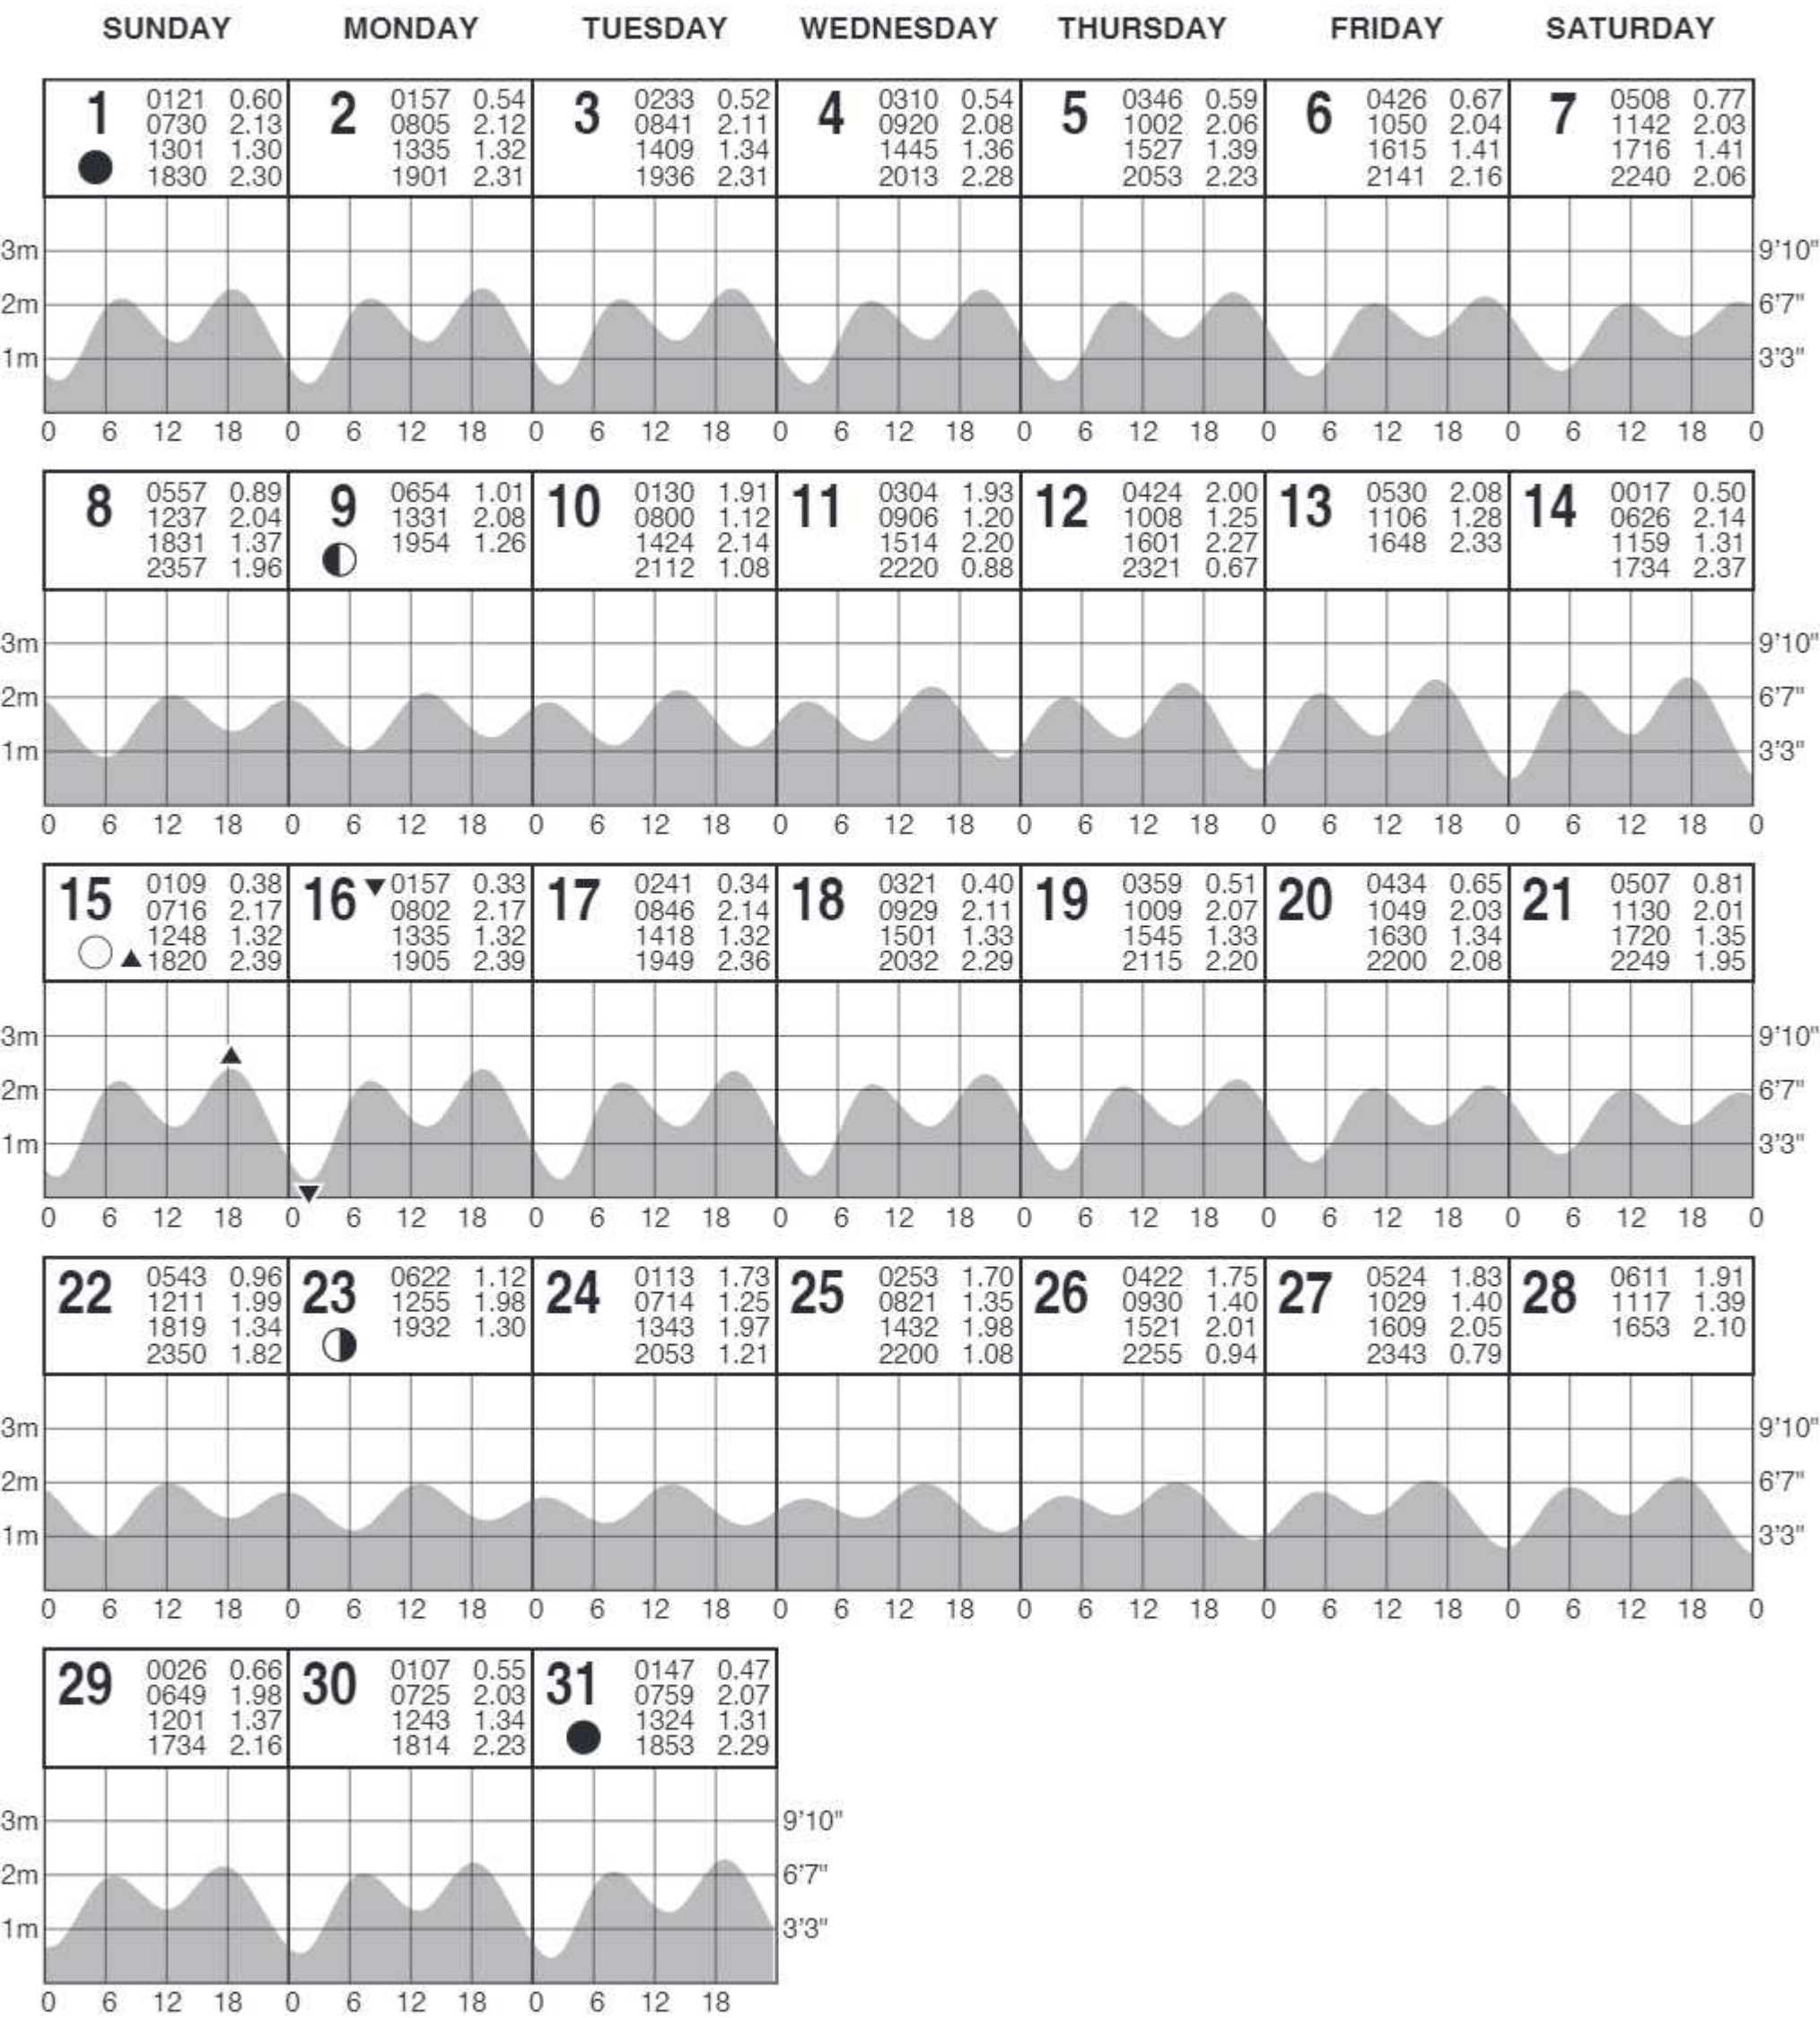 SUNDAY MONDAY TUESDAY WEDNESDAY THURSDAY FRIDAY SATURDAY
1 0121 0.60
0730 2.13
1301 1.30
1830 2.30
2 0157 0.54
0805 2.12
1335 1.32
1901 2.31
3 0233 0.52
0841 2.11
1409 1.34
1936 2.31
4 0310 0.54
0920 2.08
1445 1.36
2013 2.28
5 0346 0.59
1002 2.06
1527 1.39
2053 2.23
6 0426 0.67
1050 2.04
1615 1.41
2141 2.16
7 0508 0.77
1142 2.03
1716 1.41
2240 2.06
3m 9'10"
2m 6'7"
1m 3'3"
0 6 12 18 0 6 12 18 0 6 12 18 0 6 12 18 0 6 12 18 0 6 12 18 0 6 12 18 0
8 0557 0.89
1237 2.04
1831 1.37
2357 1.96
9 0654 1.01
1331 2.08
1954 1.26
10 0130 1.91
0800 1.12
1424 2.14
2112 1.08
11 0304 1.93
0906 1.20
1514 2.20
2220 0.88
12 0424 2.00
1008 1.25
1601 2.27
2321 0.67
13 0530 2.08
1106 1.28
1648 2.33
14 0017 0.50
0626 2.14
1159 1.31
1734 2.37
3m 9'10"
2m 6'7"
1m 3'3"
0 6 12 18 0 6 12 18 0 6 12 18 0 6 12 18 0 6 12 18 0 6 12 18 0 6 12 18 0
15 0109 0.38
0716 2.17
1248 1.32
▲1820 2.39
16 ▼0157 0.33
0802 2.17
1335 1.32
1905 2.39
17 0241 0.34
0846 2.14
1418 1.32
1949 2.36
18 0321 0.40
0929 2.11
1501 1.33
2032 2.29
19 0359 0.51
1009 2.07
1545 1.33
2115 2.20
20 0434 0.65
1049 2.03
1630 1.34
2200 2.08
21 0507 0.81
1130 2.01
1720 1.35
2249 1.95
3m 9'10"
2m 6'7"
1m 3'3"
0 6 12 18 0 6 12 18 0 6 12 18 0 6 12 18 0 6 12 18 0 6 12 18 0 6 12 18 0
22 0543 0.96
1211 1.99
1819 1.34
2350 1.82
23 0622 1.12
1255 1.98
1932 1.30
24 0113 1.73
0714 1.25
1343 1.97
2053 1.21
25 0253 1.70
0821 1.35
1432 1.98
2200 1.08
26 0422 1.75
0930 1.40
1521 2.01
2255 0.94
27 0524 1.83
1029 1.40
1609 2.05
2343 0.79
28 0611 1.91
1117 1.39
1653 2.10
3m 9'10"
2m 6'7"
1m 3'3"
0 6 12 18 0 6 12 18 0 6 12 18 0 6 12 18 0 6 12 18 0 6 12 18 0 6 12 18 0
29 0026 0.66
0649 1.98
1201 1.37
1734 2.16
30 0107 0.55
0725 2.03
1243 1.34
1814 2.23
31 0147 0.47
0759 2.07
1324 1.31
1853 2.29
3m 9'10"
2m 6'7"
1m 3'3"
0 6 12 18 0 6 12 18 0 6 12 18